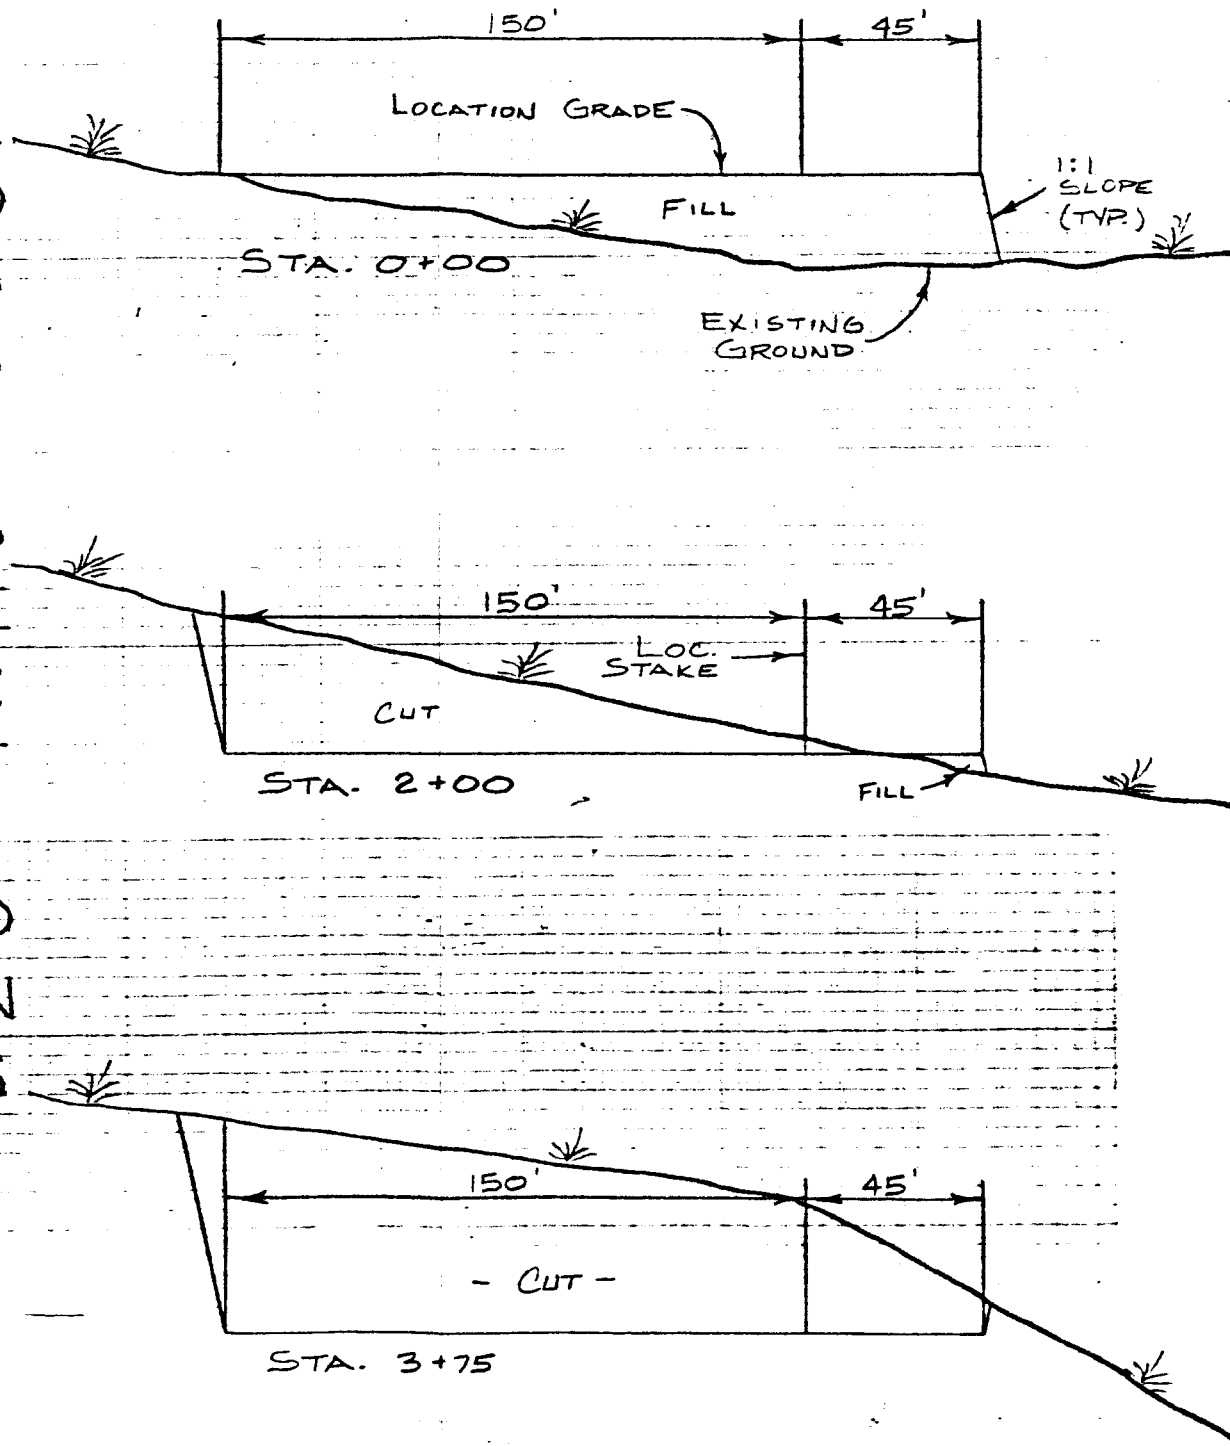 150' 45'
LOCATION GRADE
1:1
SLOPE
(TYP.)
FILL
STA. 0+00
EXISTING
GROUND
150' 45'
LOC.
STAKE
CUT
STA. 2+00
FILL
150' 45'
- CUT -
STA. 3+75